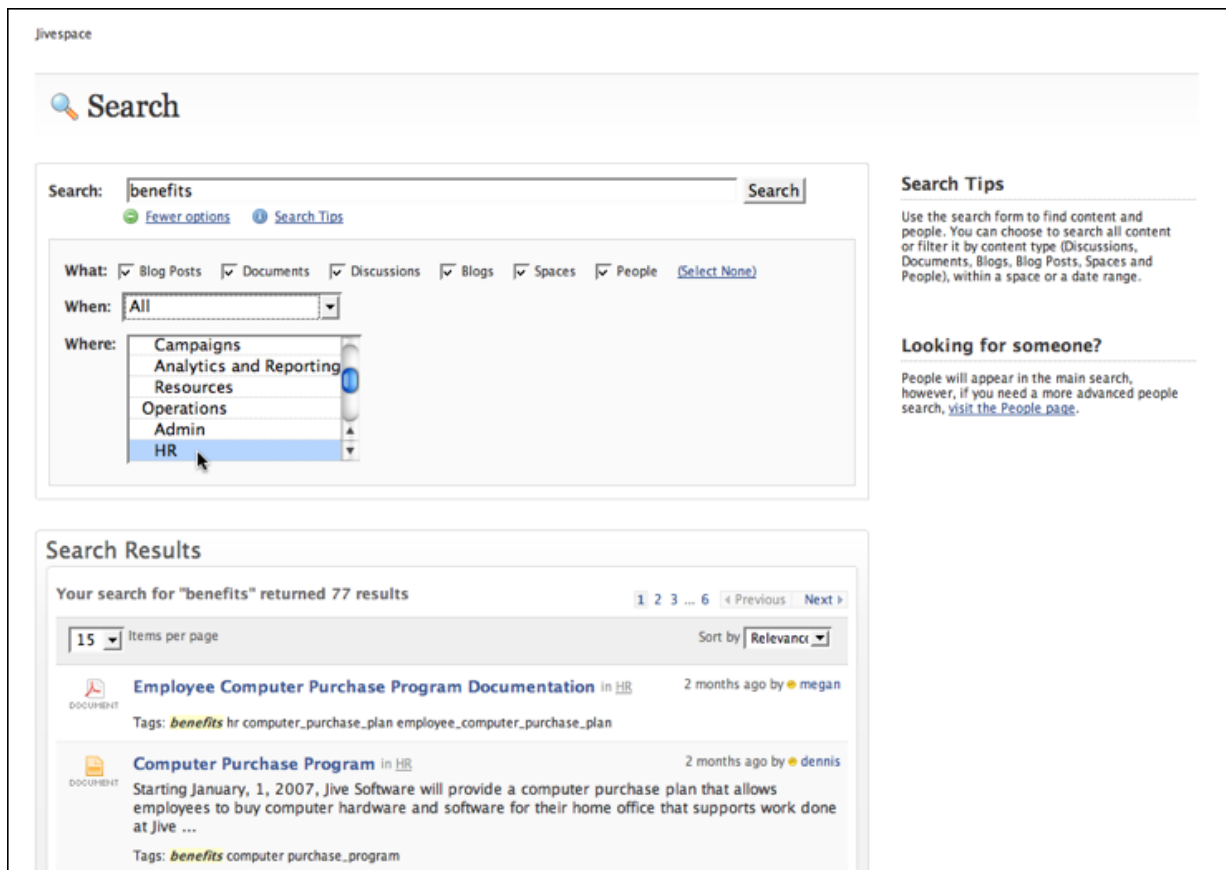 Jivespace
Search
Search: benefits Search
Fewer options Search Tips
What: Blog Posts Documents Discussions Blogs Spaces People (Select None)
When: All
Where: Campaigns
Analytics and Reporting
Resources
Operations
Admin
HR
Search Tips
Use the search form to find content and
people. You can choose to search all content
or filter it by content type (Discussions,
Documents, Blogs, Blog Posts, Spaces and
People), within a space or a date range.
Looking for someone?
People will appear in the main search,
however, if you need a more advanced people
search, visit the People page.
Search Results
Your search for "benefits" returned 77 results 1 2 3 ... 6 Previous Next
15 Items per page Sort by Relevance
DOCUMENT
Employee Computer Purchase Program Documentation in HR 2 months ago by megan
Tags: benefits hr computer_purchase_plan employee_computer_purchase_plan
DOCUMENT
Computer Purchase Program in HR 2 months ago by dennis
Starting January, 1, 2007, Jive Software will provide a computer purchase plan that allows
employees to buy computer hardware and software for their home office that supports work done
at Jive ...
Tags: benefits computer purchase_program